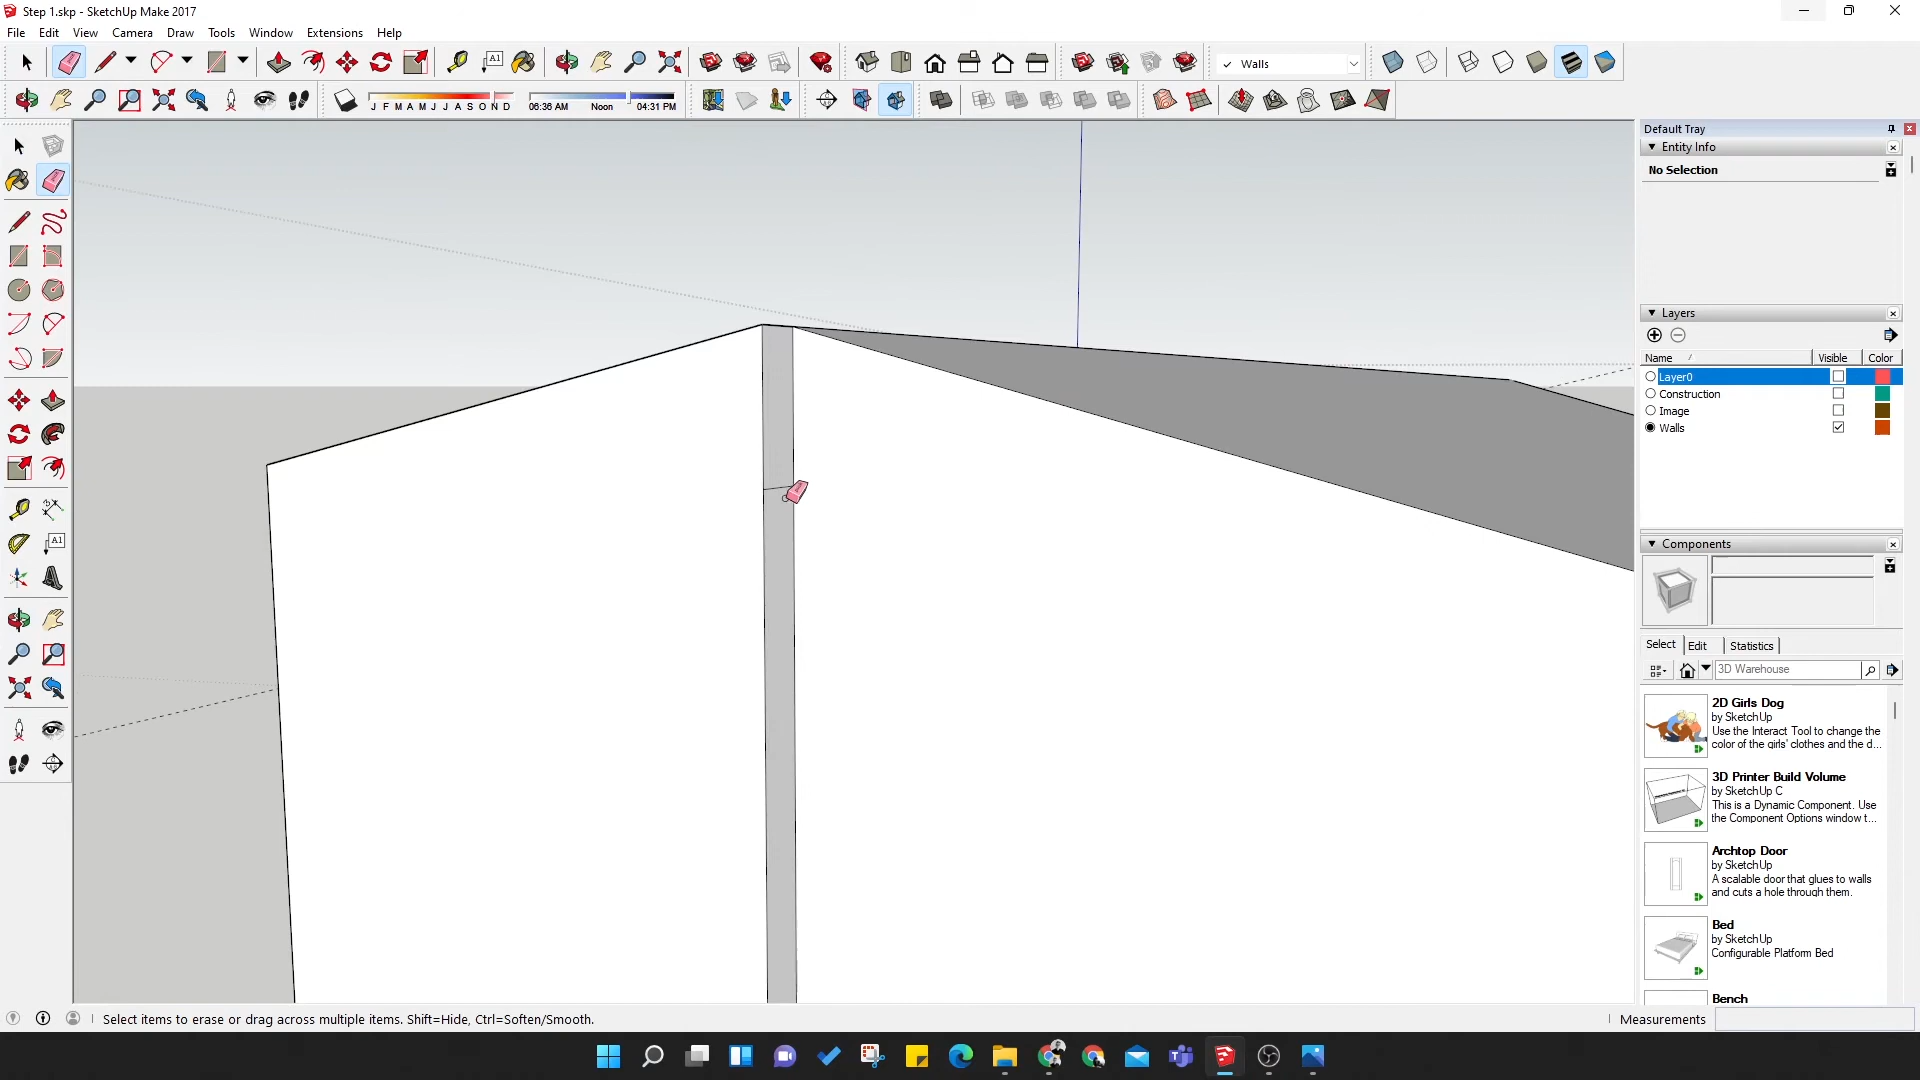 Step 1.skp - SketchUp Make 2017
File Edit View Camera Draw Tools Window Extensions Help
A1
Walls
J F M A M J J A S O N D
06:36 AM Noon 04:31 PM
Default Tray
Entity Info
No Selection
Layers
Name Visible Color
Layer0
Construction
Image
Walls
A1
Components
Select Edit Statistics
3D Warehouse
2D Girls Dog
by SketchUp
Use the Interact Tool to change the
color of the girls' clothes and the d...
3D Printer Build Volume
by SketchUp C
This is a Dynamic Component. Use
the Component Options window t...
Archtop Door
by SketchUp
A scalable door that glues to walls
and cuts a hole through them.
Bed
by SketchUp
Configurable Platform Bed
Bench
Select items to erase or drag across multiple items. Shift=Hide, Ctrl=Soften/Smooth.
Measurements